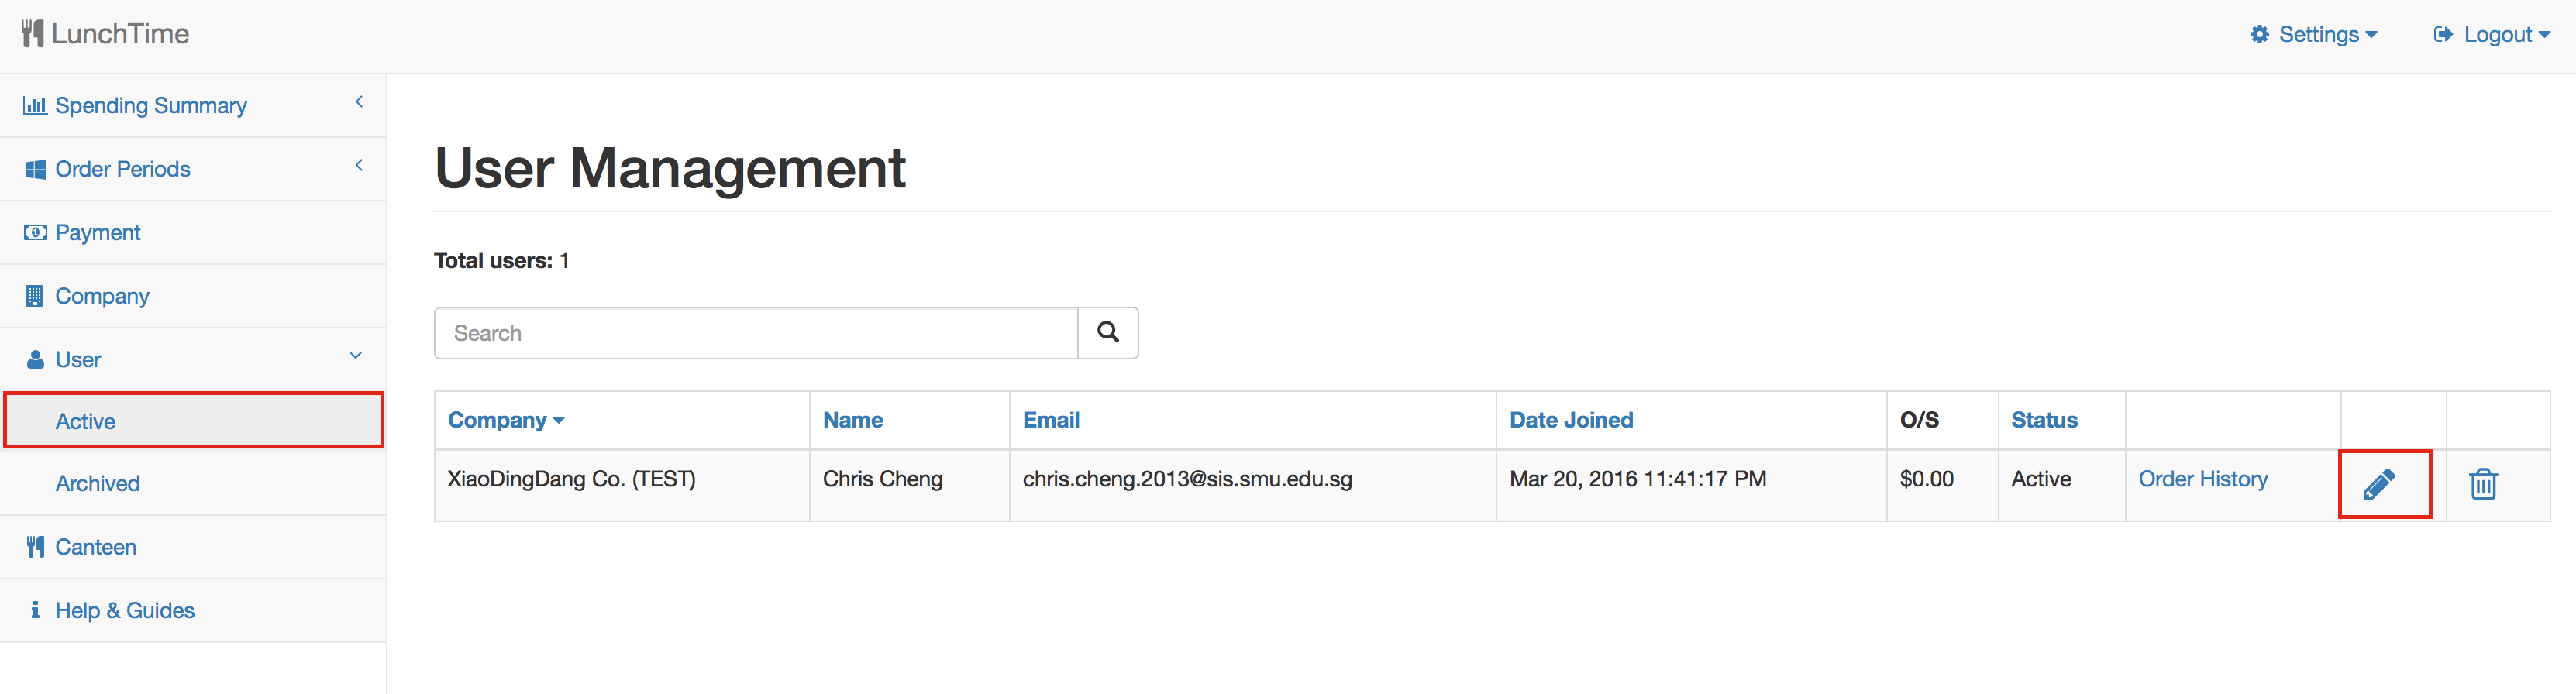 LunchTime
Settings
Logout
Spending Summary
Order Periods
Payment
Company
User
Active
Archived
Canteen
Help & Guides
User Management
Total users: 1
Search
Company Name Email Date Joined O/S Status
XiaoDingDang Co. (TEST) Chris Cheng chris.cheng.2013@sis.smu.edu.sg Mar 20, 2016 11:41:17 PM $0.00 Active Order History